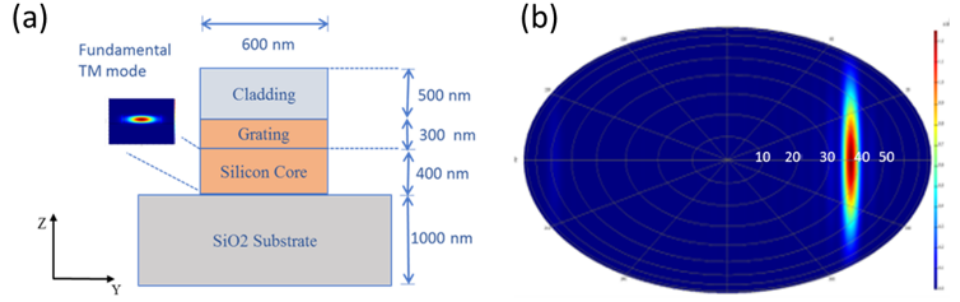 (a)
600 nm
Fundamental
TM mode
Cladding
500 nm
Grating
300 nm
Silicon Core
400 nm
SiO2 Substrate
1000 nm
Z
Y
(b)
10 20 30 40 50